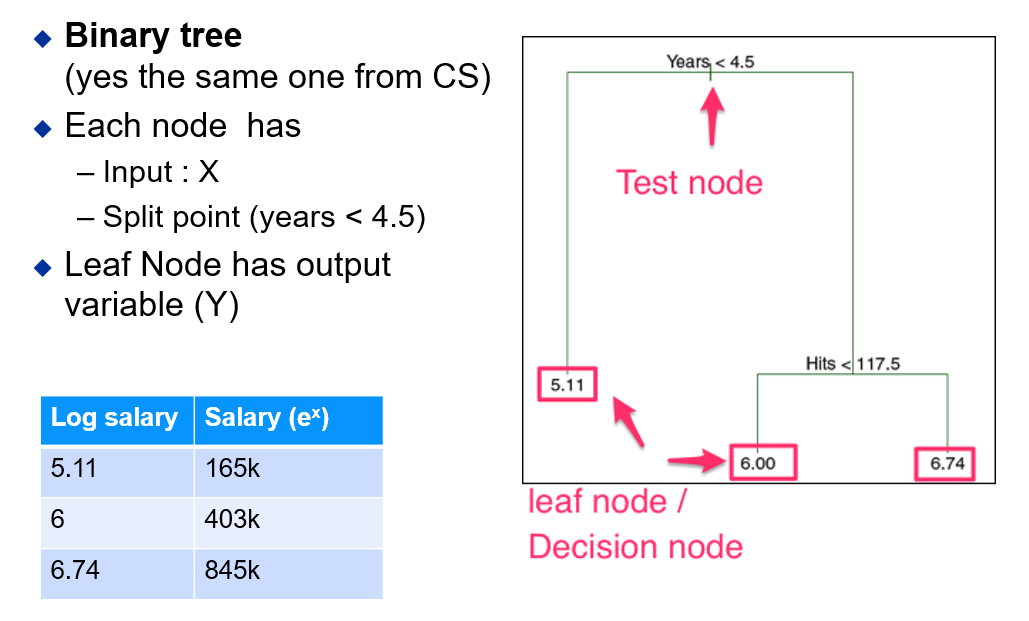 Binary tree
(yes the same one from CS)
Each node has
– Input : X
– Split point (years < 4.5)
Leaf Node has output
variable (Y)
Log salary Salary (eˣ)
5.11 165k
6 403k
6.74 845k
Years < 4.5
Test node
Hits < 117.5
5.11
6.00 6.74
leaf node /
Decision node